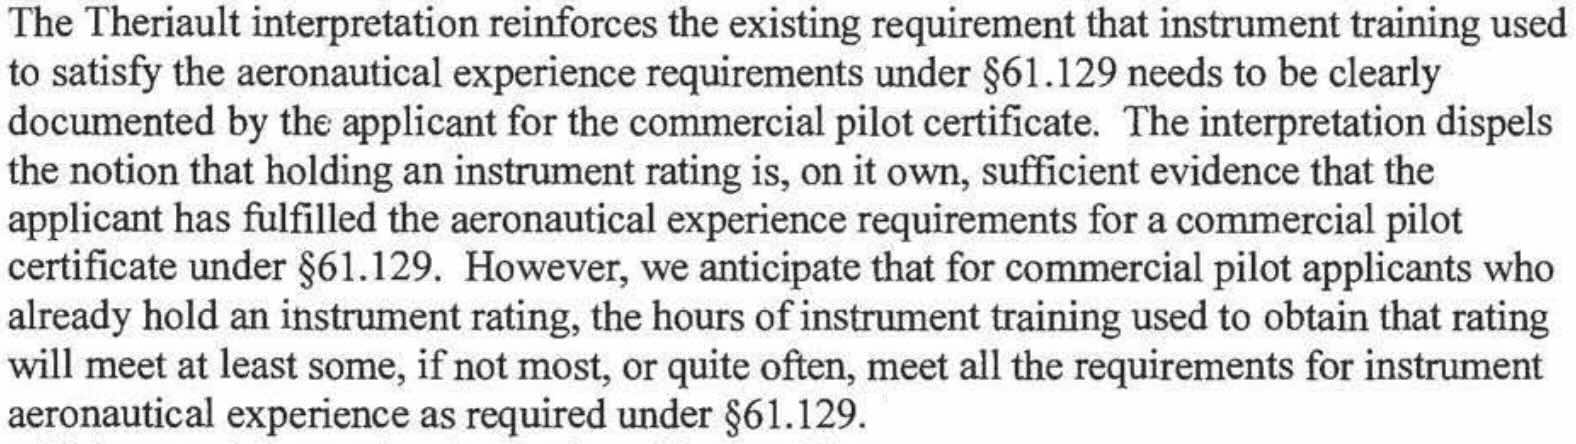 The Theriault interpretation reinforces the existing requirement that instrument training used
to satisfy the aeronautical experience requirements under §61.129 needs to be clearly
documented by the applicant for the commercial pilot certificate.  The interpretation dispels
the notion that holding an instrument rating is, on it own, sufficient evidence that the
applicant has fulfilled the aeronautical experience requirements for a commercial pilot
certificate under §61.129.  However, we anticipate that for commercial pilot applicants who
already hold an instrument rating, the hours of instrument training used to obtain that rating
will meet at least some, if not most, or quite often, meet all the requirements for instrument
aeronautical experience as required under §61.129.